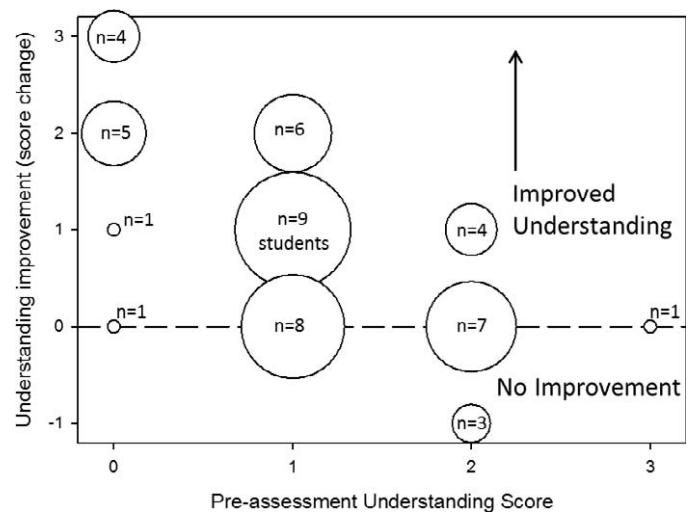 Understanding improvement (score change)
3
2
1
0
-1
n=4
n=5
n=6
n=1
n=9
students
n=4
Improved
Understanding
n=1
n=8
n=7
n=1
No Improvement
n=3
0
1
2
3
Pre-assessment Understanding Score